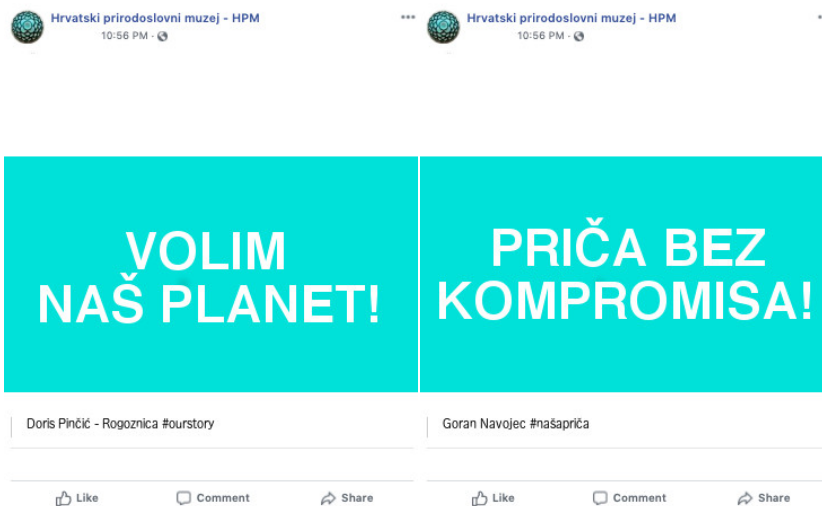 Hrvatski prirodoslovni muzej - HPM
10:56 PM ·
VOLIM
NAŠ PLANET!
Doris Pinčić - Rogoznica #ourstory
Like Comment Share
Hrvatski prirodoslovni muzej - HPM
10:56 PM ·
PRIČA BEZ
KOMPROMISA!
Goran Navojec #našapriča
Like Comment Share